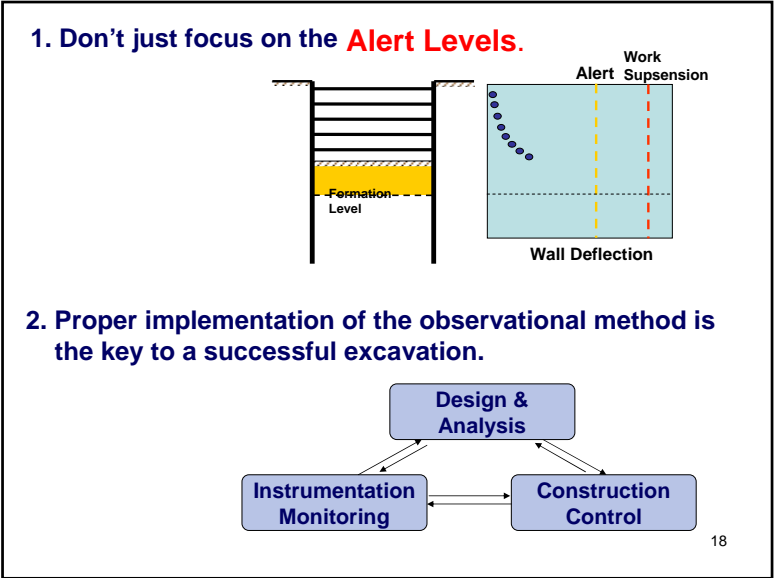 1. Don’t just focus on the Alert Levels.
Work
Alert Supsension
Formation
Level
Wall Deflection
2. Proper implementation of the observational method is
the key to a successful excavation.
Design &
Analysis
Instrumentation
Monitoring
Construction
Control
18